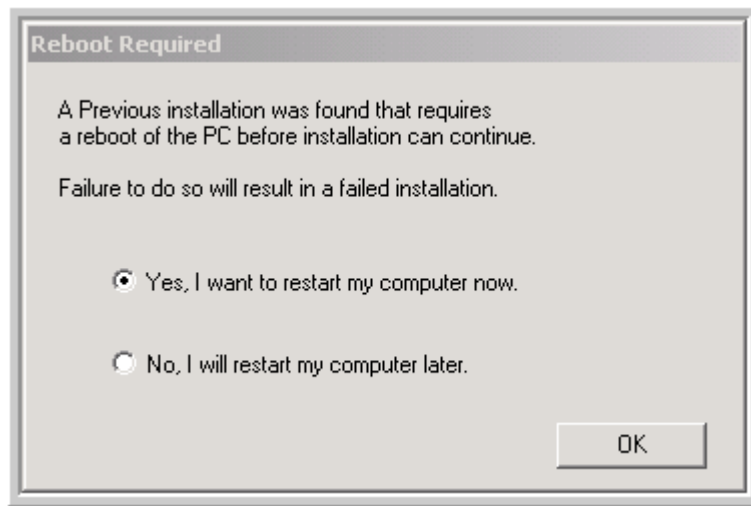 Reboot Required
A Previous installation was found that requires
a reboot of the PC before installation can continue.
Failure to do so will result in a failed installation.
Yes, I want to restart my computer now.
No, I will restart my computer later.
OK